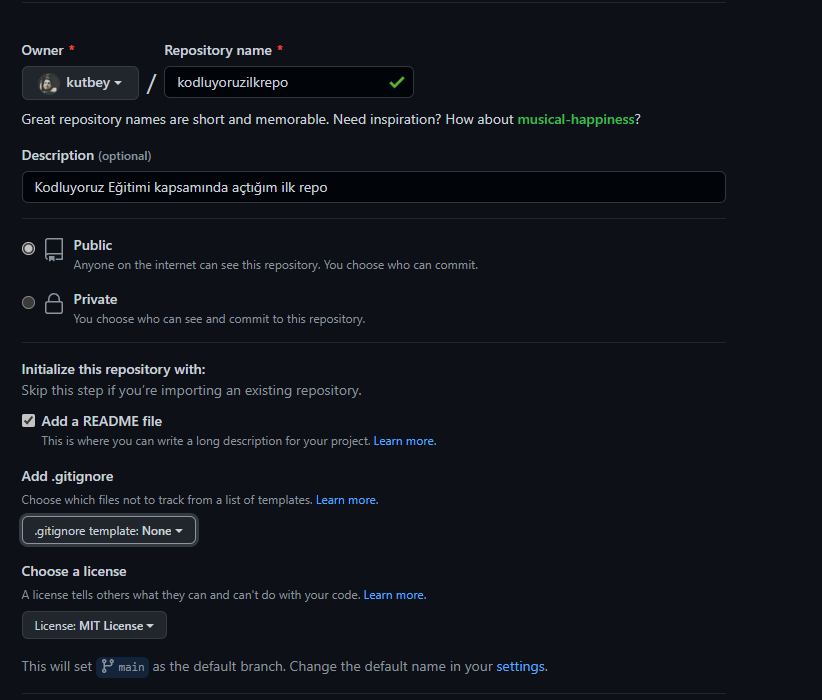 Owner * Repository name *
kutbey / kodluyoruzilkrepo
Great repository names are short and memorable. Need inspiration? How about musical-happiness?
Description (optional)
Kodluyoruz Eğitimi kapsamında açtığım ilk repo
Public
Anyone on the internet can see this repository. You choose who can commit.
Private
You choose who can see and commit to this repository.
Initialize this repository with:
Skip this step if you're importing an existing repository.
Add a README file
This is where you can write a long description for your project. Learn more.
Add .gitignore
Choose which files not to track from a list of templates. Learn more.
.gitignore template: None
Choose a license
A license tells others what they can and can't do with your code. Learn more.
License: MIT License
This will set main as the default branch. Change the default name in your settings.